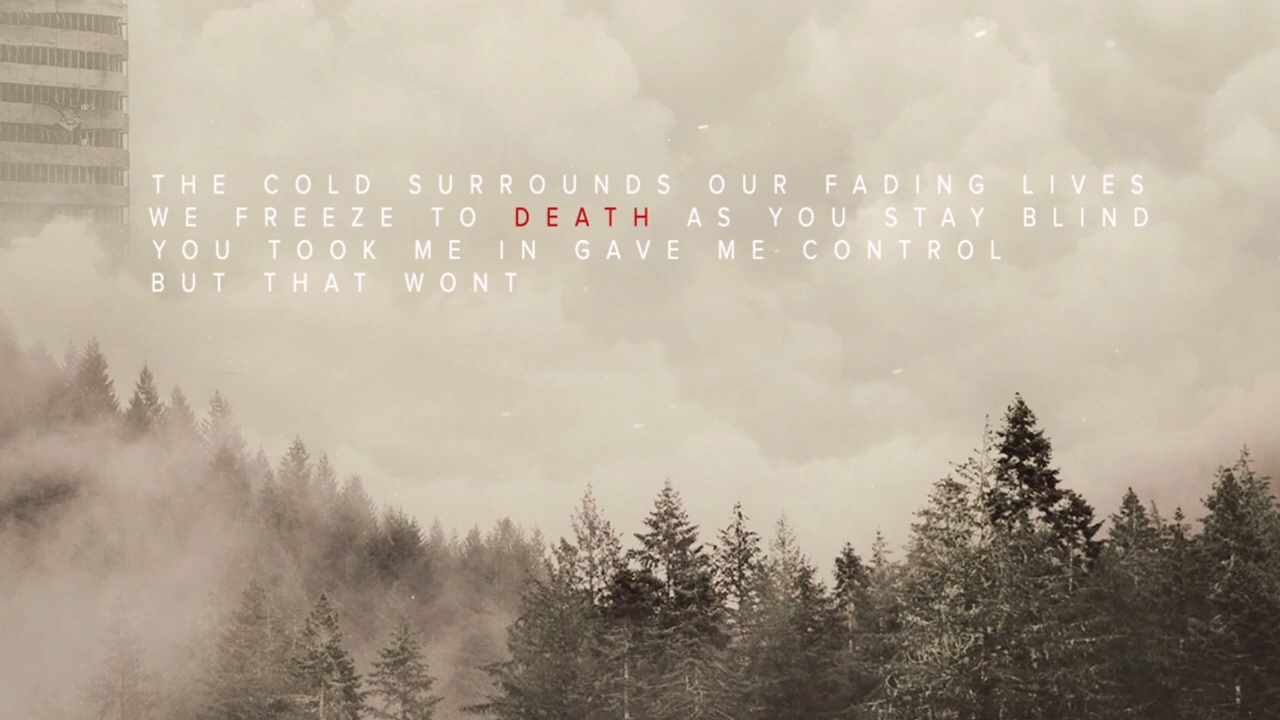 THE COLD SURROUNDS OUR FADING LIVES
WE FREEZE TO DEATH AS YOU STAY BLIND
YOU TOOK ME IN GAVE ME CONTROL
BUT THAT WONT